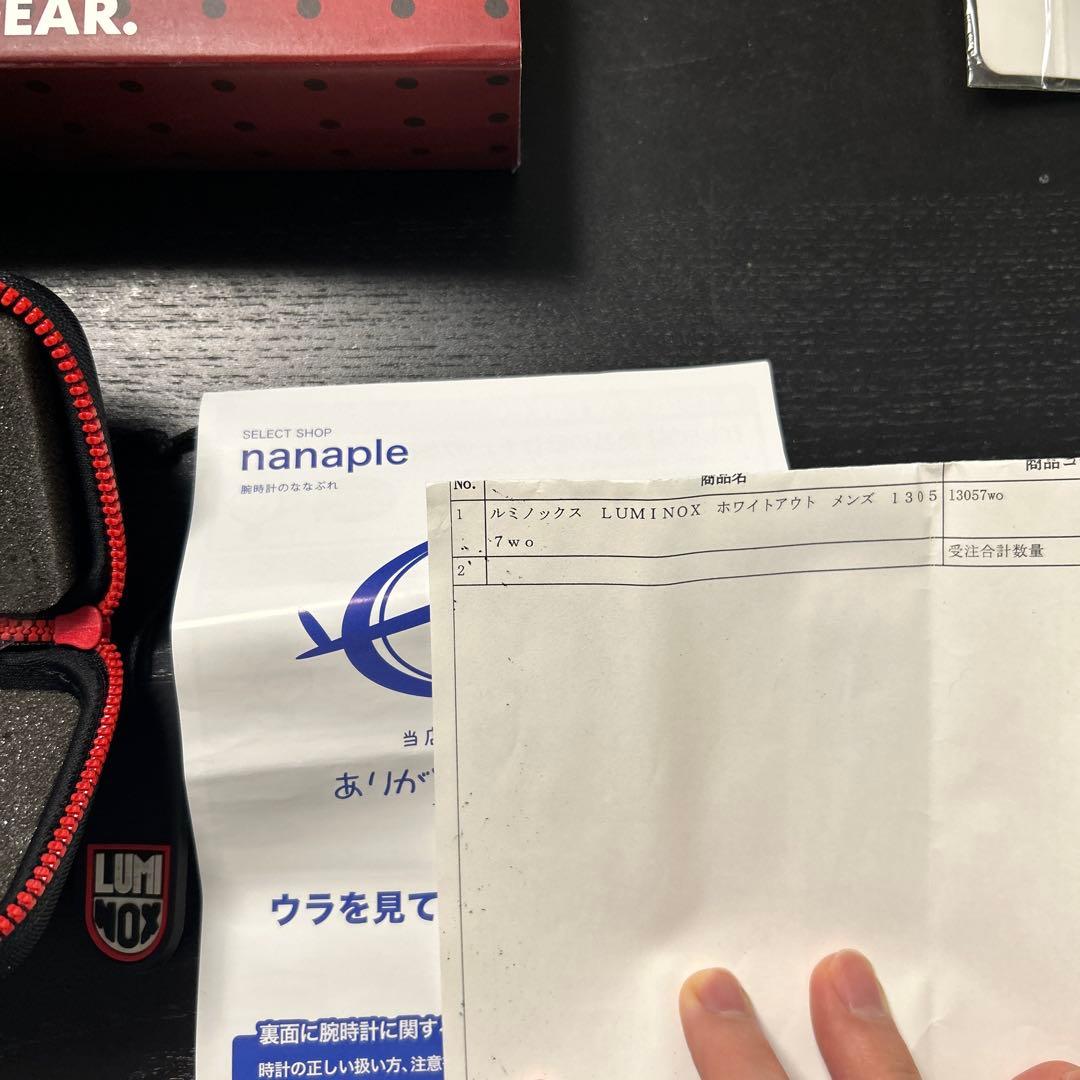 EAR.
SELECT SHOP
nanaple
腕時計のななぷれ
No. 商品名 商品コ
1 ルミノックス LUMINOX ホワイトアウト メンズ 1305 13057wo
7wo
2 受注合計数量
当店
ありが
ウラを見て
LUMI
NOX
裏面に腕時計に関する
時計の正しい扱い方、注意